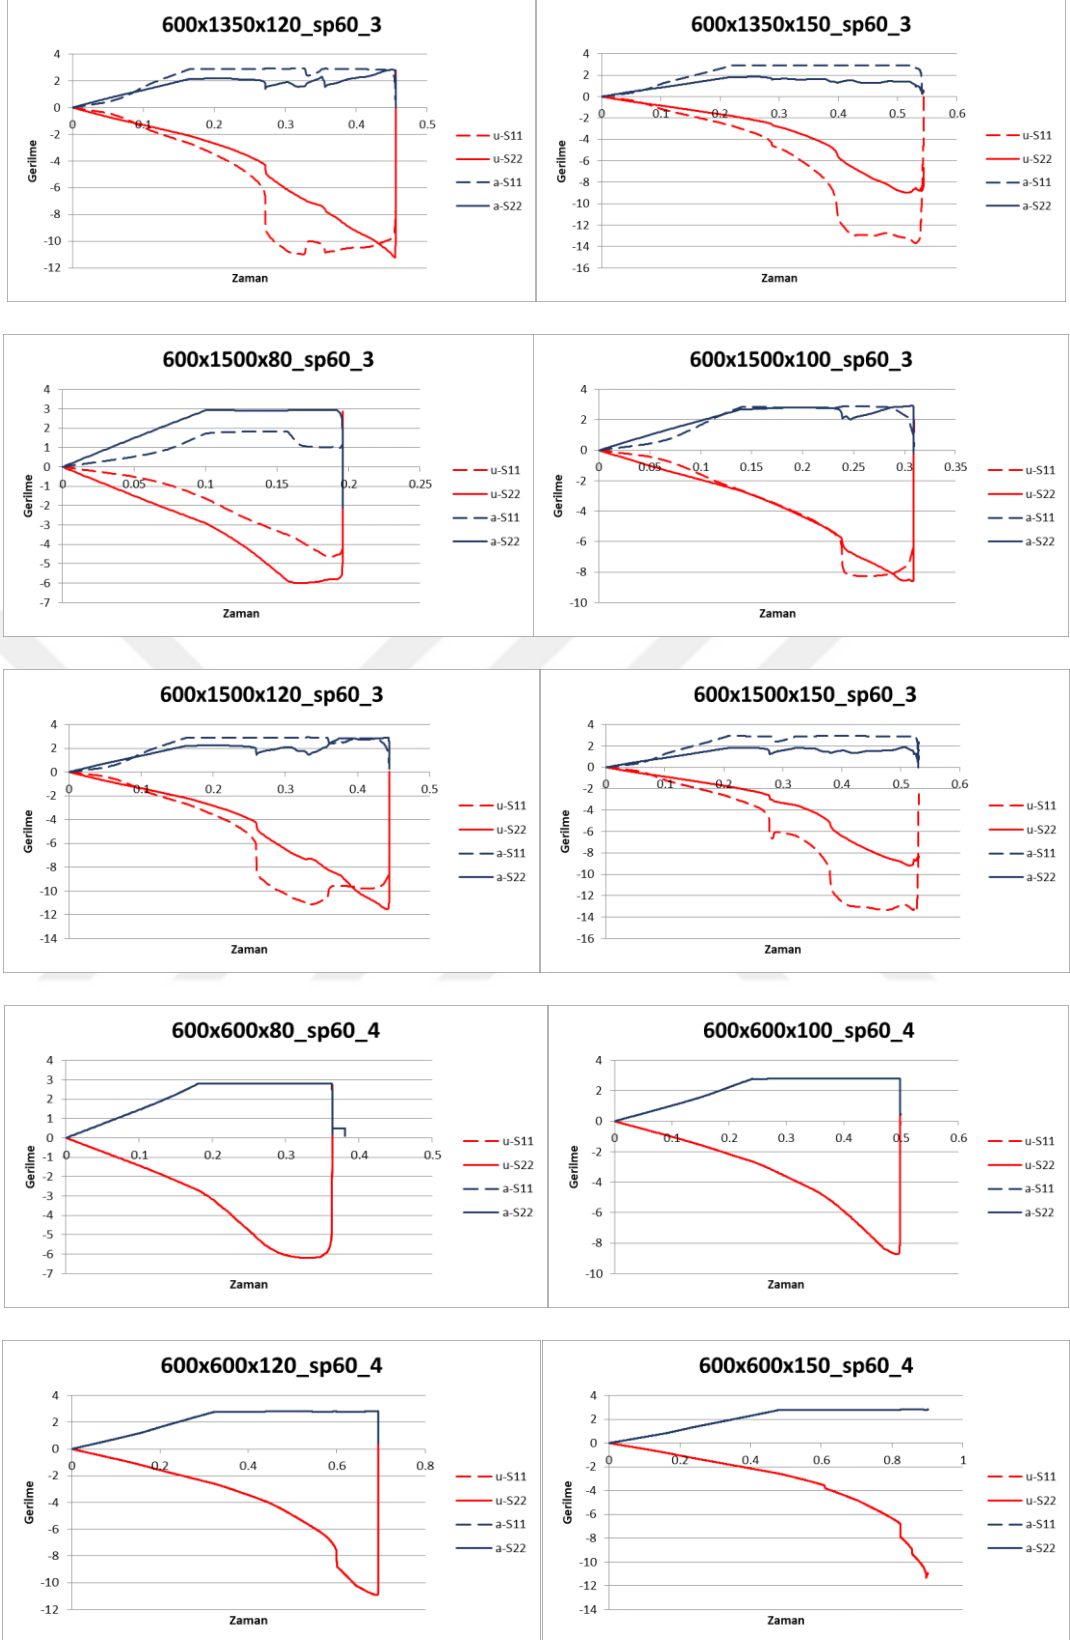 600x1350x120_sp60_3
4
2
0
-2
-4
-6
-8
-10
-12
0
0.1
0.2
0.3
0.4
0.5
Gerilme
Zaman
u-S11
u-S22
a-S11
a-S22
600x1350x150_sp60_3
4
2
0
-2
-4
-6
-8
-10
-12
-14
-16
0
0.1
0.2
0.3
0.4
0.5
0.6
Gerilme
Zaman
u-S11
u-S22
a-S11
a-S22
600x1500x80_sp60_3
4
3
2
1
0
-1
-2
-3
-4
-5
-6
-7
0
0.05
0.1
0.15
0.2
0.25
Gerilme
Zaman
u-S11
u-S22
a-S11
a-S22
600x1500x100_sp60_3
4
2
0
-2
-4
-6
-8
-10
0
0.05
0.1
0.15
0.2
0.25
0.3
0.35
Gerilme
Zaman
u-S11
u-S22
a-S11
a-S22
600x1500x120_sp60_3
4
2
0
-2
-4
-6
-8
-10
-12
-14
0
0.1
0.2
0.3
0.4
0.5
Gerilme
Zaman
u-S11
u-S22
a-S11
a-S22
600x1500x150_sp60_3
4
2
0
-2
-4
-6
-8
-10
-12
-14
-16
0
0.1
0.2
0.3
0.4
0.5
0.6
Gerilme
Zaman
u-S11
u-S22
a-S11
a-S22
600x600x80_sp60_4
4
3
2
1
0
-1
-2
-3
-4
-5
-6
-7
0
0.1
0.2
0.3
0.4
0.5
Gerilme
Zaman
u-S11
u-S22
a-S11
a-S22
600x600x100_sp60_4
4
2
0
-2
-4
-6
-8
-10
0
0.1
0.2
0.3
0.4
0.5
0.6
Gerilme
Zaman
u-S11
u-S22
a-S11
a-S22
600x600x120_sp60_4
4
2
0
-2
-4
-6
-8
-10
-12
0
0.2
0.4
0.6
0.8
Gerilme
Zaman
u-S11
u-S22
a-S11
a-S22
600x600x150_sp60_4
4
2
0
-2
-4
-6
-8
-10
-12
-14
0
0.2
0.4
0.6
0.8
1
Gerilme
Zaman
u-S11
u-S22
a-S11
a-S22